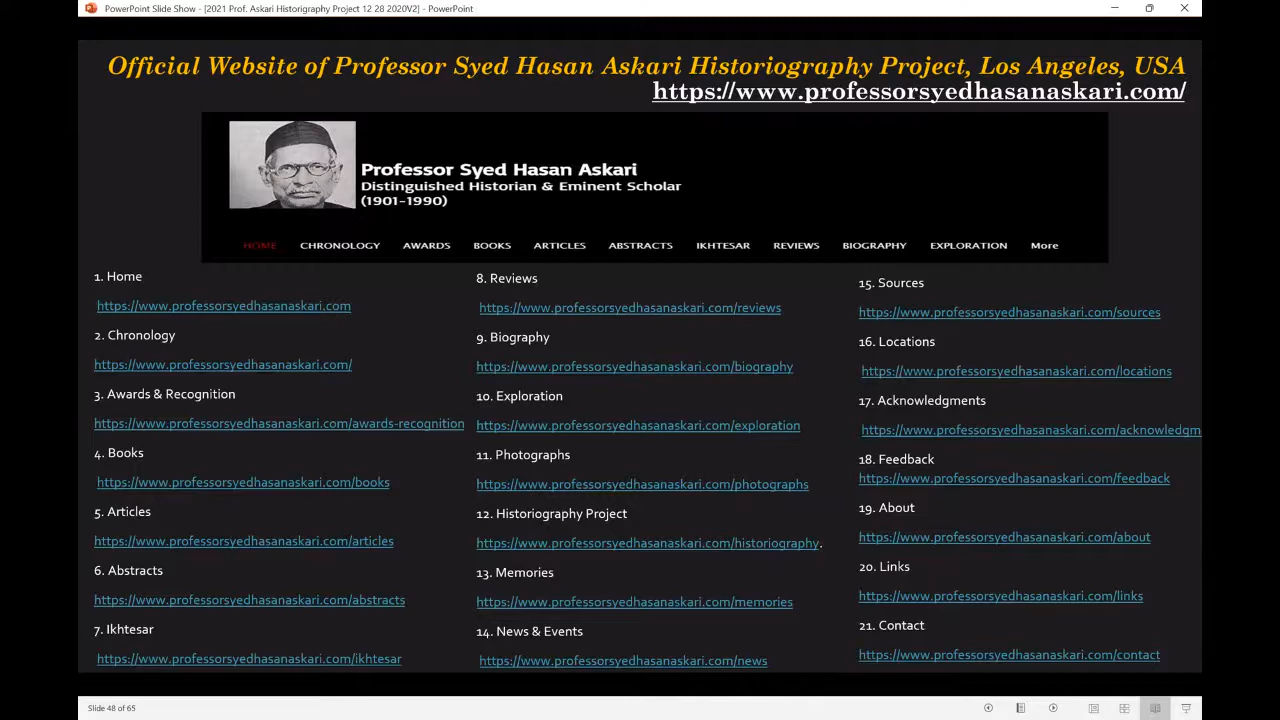 PowerPoint Slide Show - [2021 Prof. Askari Historigraphy Project 12 28 2020V2] - PowerPoint
Official Website of Professor Syed Hasan Askari Historiography Project, Los Angeles, USA
https://www.professorsyedhasanaskari.com/
Professor Syed Hasan Askari
Distinguished Historian & Eminent Scholar
(1901-1990)
HOME CHRONOLOGY AWARDS BOOKS ARTICLES ABSTRACTS IKHTESAR REVIEWS BIOGRAPHY EXPLORATION More
1. Home
https://www.professorsyedhasanaskari.com
2. Chronology
https://www.professorsyedhasanaskari.com/
3. Awards & Recognition
https://www.professorsyedhasanaskari.com/awards-recognition
4. Books
https://www.professorsyedhasanaskari.com/books
5. Articles
https://www.professorsyedhasanaskari.com/articles
6. Abstracts
https://www.professorsyedhasanaskari.com/abstracts
7. Ikhtesar
https://www.professorsyedhasanaskari.com/ikhtesar
8. Reviews
https://www.professorsyedhasanaskari.com/reviews
9. Biography
https://www.professorsyedhasanaskari.com/biography
10. Exploration
https://www.professorsyedhasanaskari.com/exploration
11. Photographs
https://www.professorsyedhasanaskari.com/photographs
12. Historiography Project
https://www.professorsyedhasanaskari.com/historiography.
13. Memories
https://www.professorsyedhasanaskari.com/memories
14. News & Events
https://www.professorsyedhasanaskari.com/news
15. Sources
https://www.professorsyedhasanaskari.com/sources
16. Locations
https://www.professorsyedhasanaskari.com/locations
17. Acknowledgments
https://www.professorsyedhasanaskari.com/acknowledgm
18. Feedback
https://www.professorsyedhasanaskari.com/feedback
19. About
https://www.professorsyedhasanaskari.com/about
20. Links
https://www.professorsyedhasanaskari.com/links
21. Contact
https://www.professorsyedhasanaskari.com/contact
Slide 48 of 65